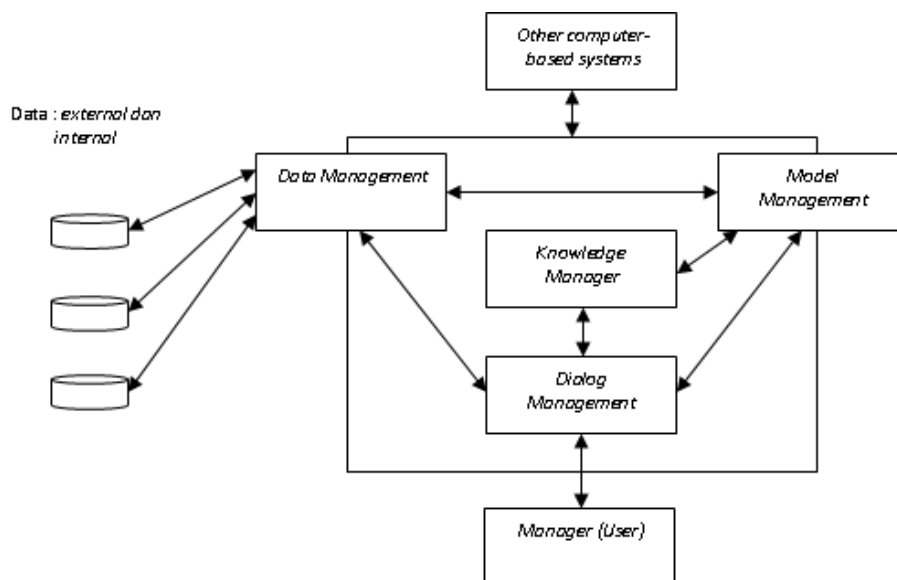 Other computer-
based systems
Data : external dan
internal
Data Management
Model
Management
Knowledge
Manager
Dialog
Management
Manager (User)